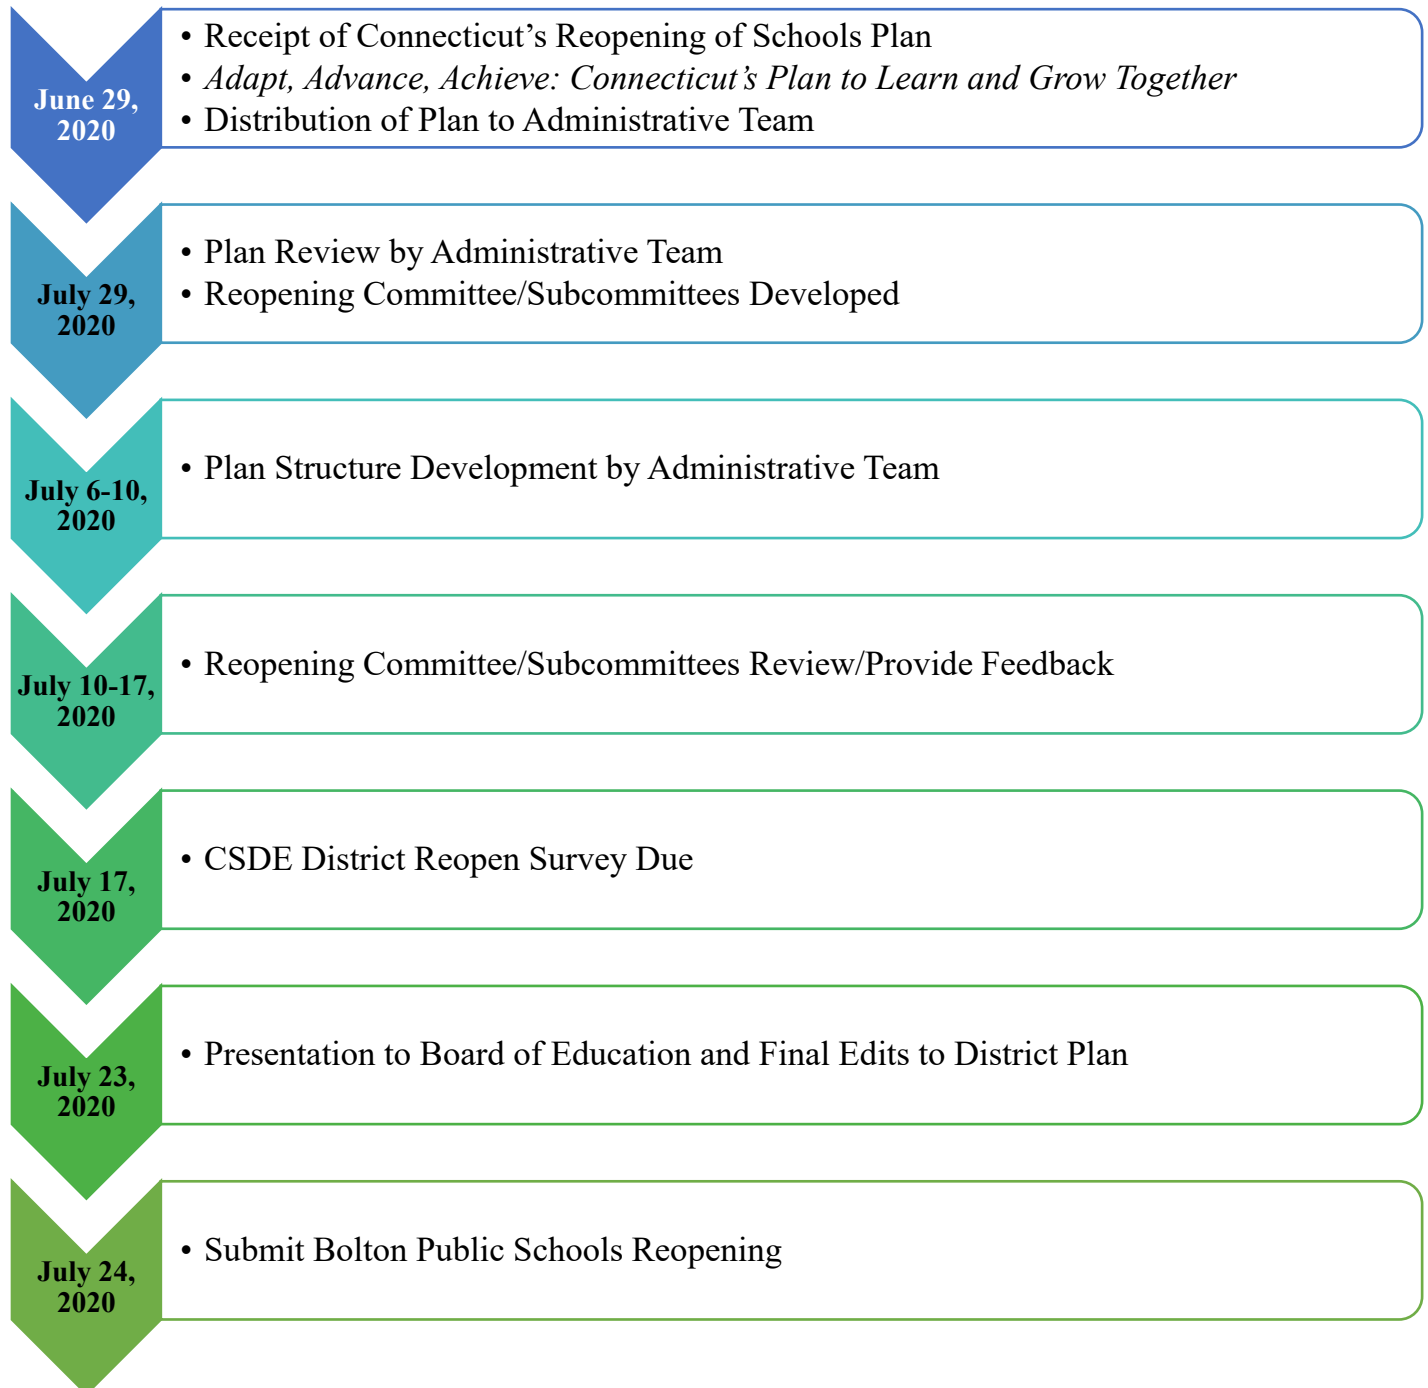 June 29,
2020
• Receipt of Connecticut’s Reopening of Schools Plan
• Adapt, Advance, Achieve: Connecticut’s Plan to Learn and Grow Together
• Distribution of Plan to Administrative Team
July 29,
2020
• Plan Review by Administrative Team
• Reopening Committee/Subcommittees Developed
July 6-10,
2020
• Plan Structure Development by Administrative Team
July 10-17,
2020
• Reopening Committee/Subcommittees Review/Provide Feedback
July 17,
2020
• CSDE District Reopen Survey Due
July 23,
2020
• Presentation to Board of Education and Final Edits to District Plan
July 24,
2020
• Submit Bolton Public Schools Reopening